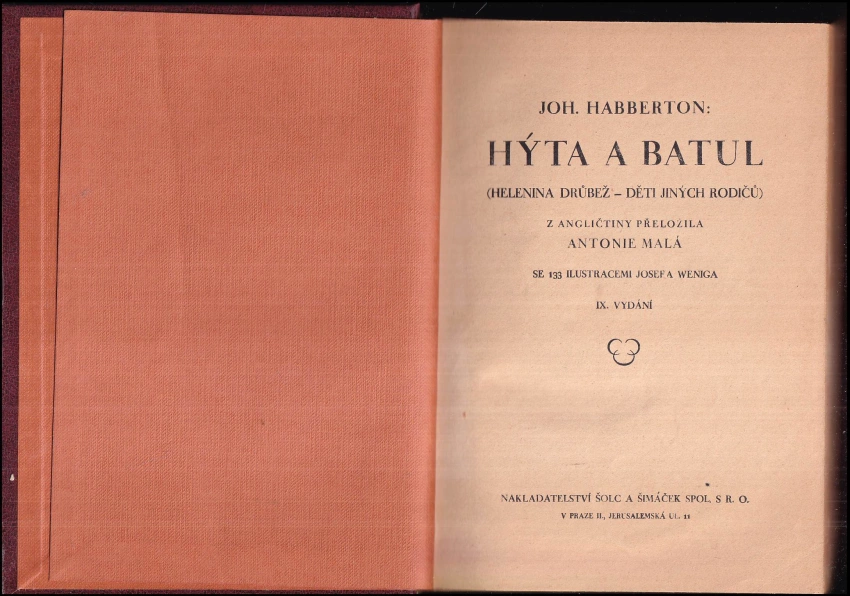 JOH. HABBERTON:
HÝTA A BATUL
(HELENINA DRŮBEŽ – DĚTI JINÝCH RODIČŮ)
Z ANGLIČTINY PŘELOŽILA
ANTONIE MALÁ
SE 133 ILUSTRACEMI JOSEFA WENIGA
IX. VYDÁNÍ
NAKLADATELSTVÍ ŠOLC A ŠIMÁČEK SPOL. S R. O.
V PRAZE II., JERUSALEMSKÁ UL. 11